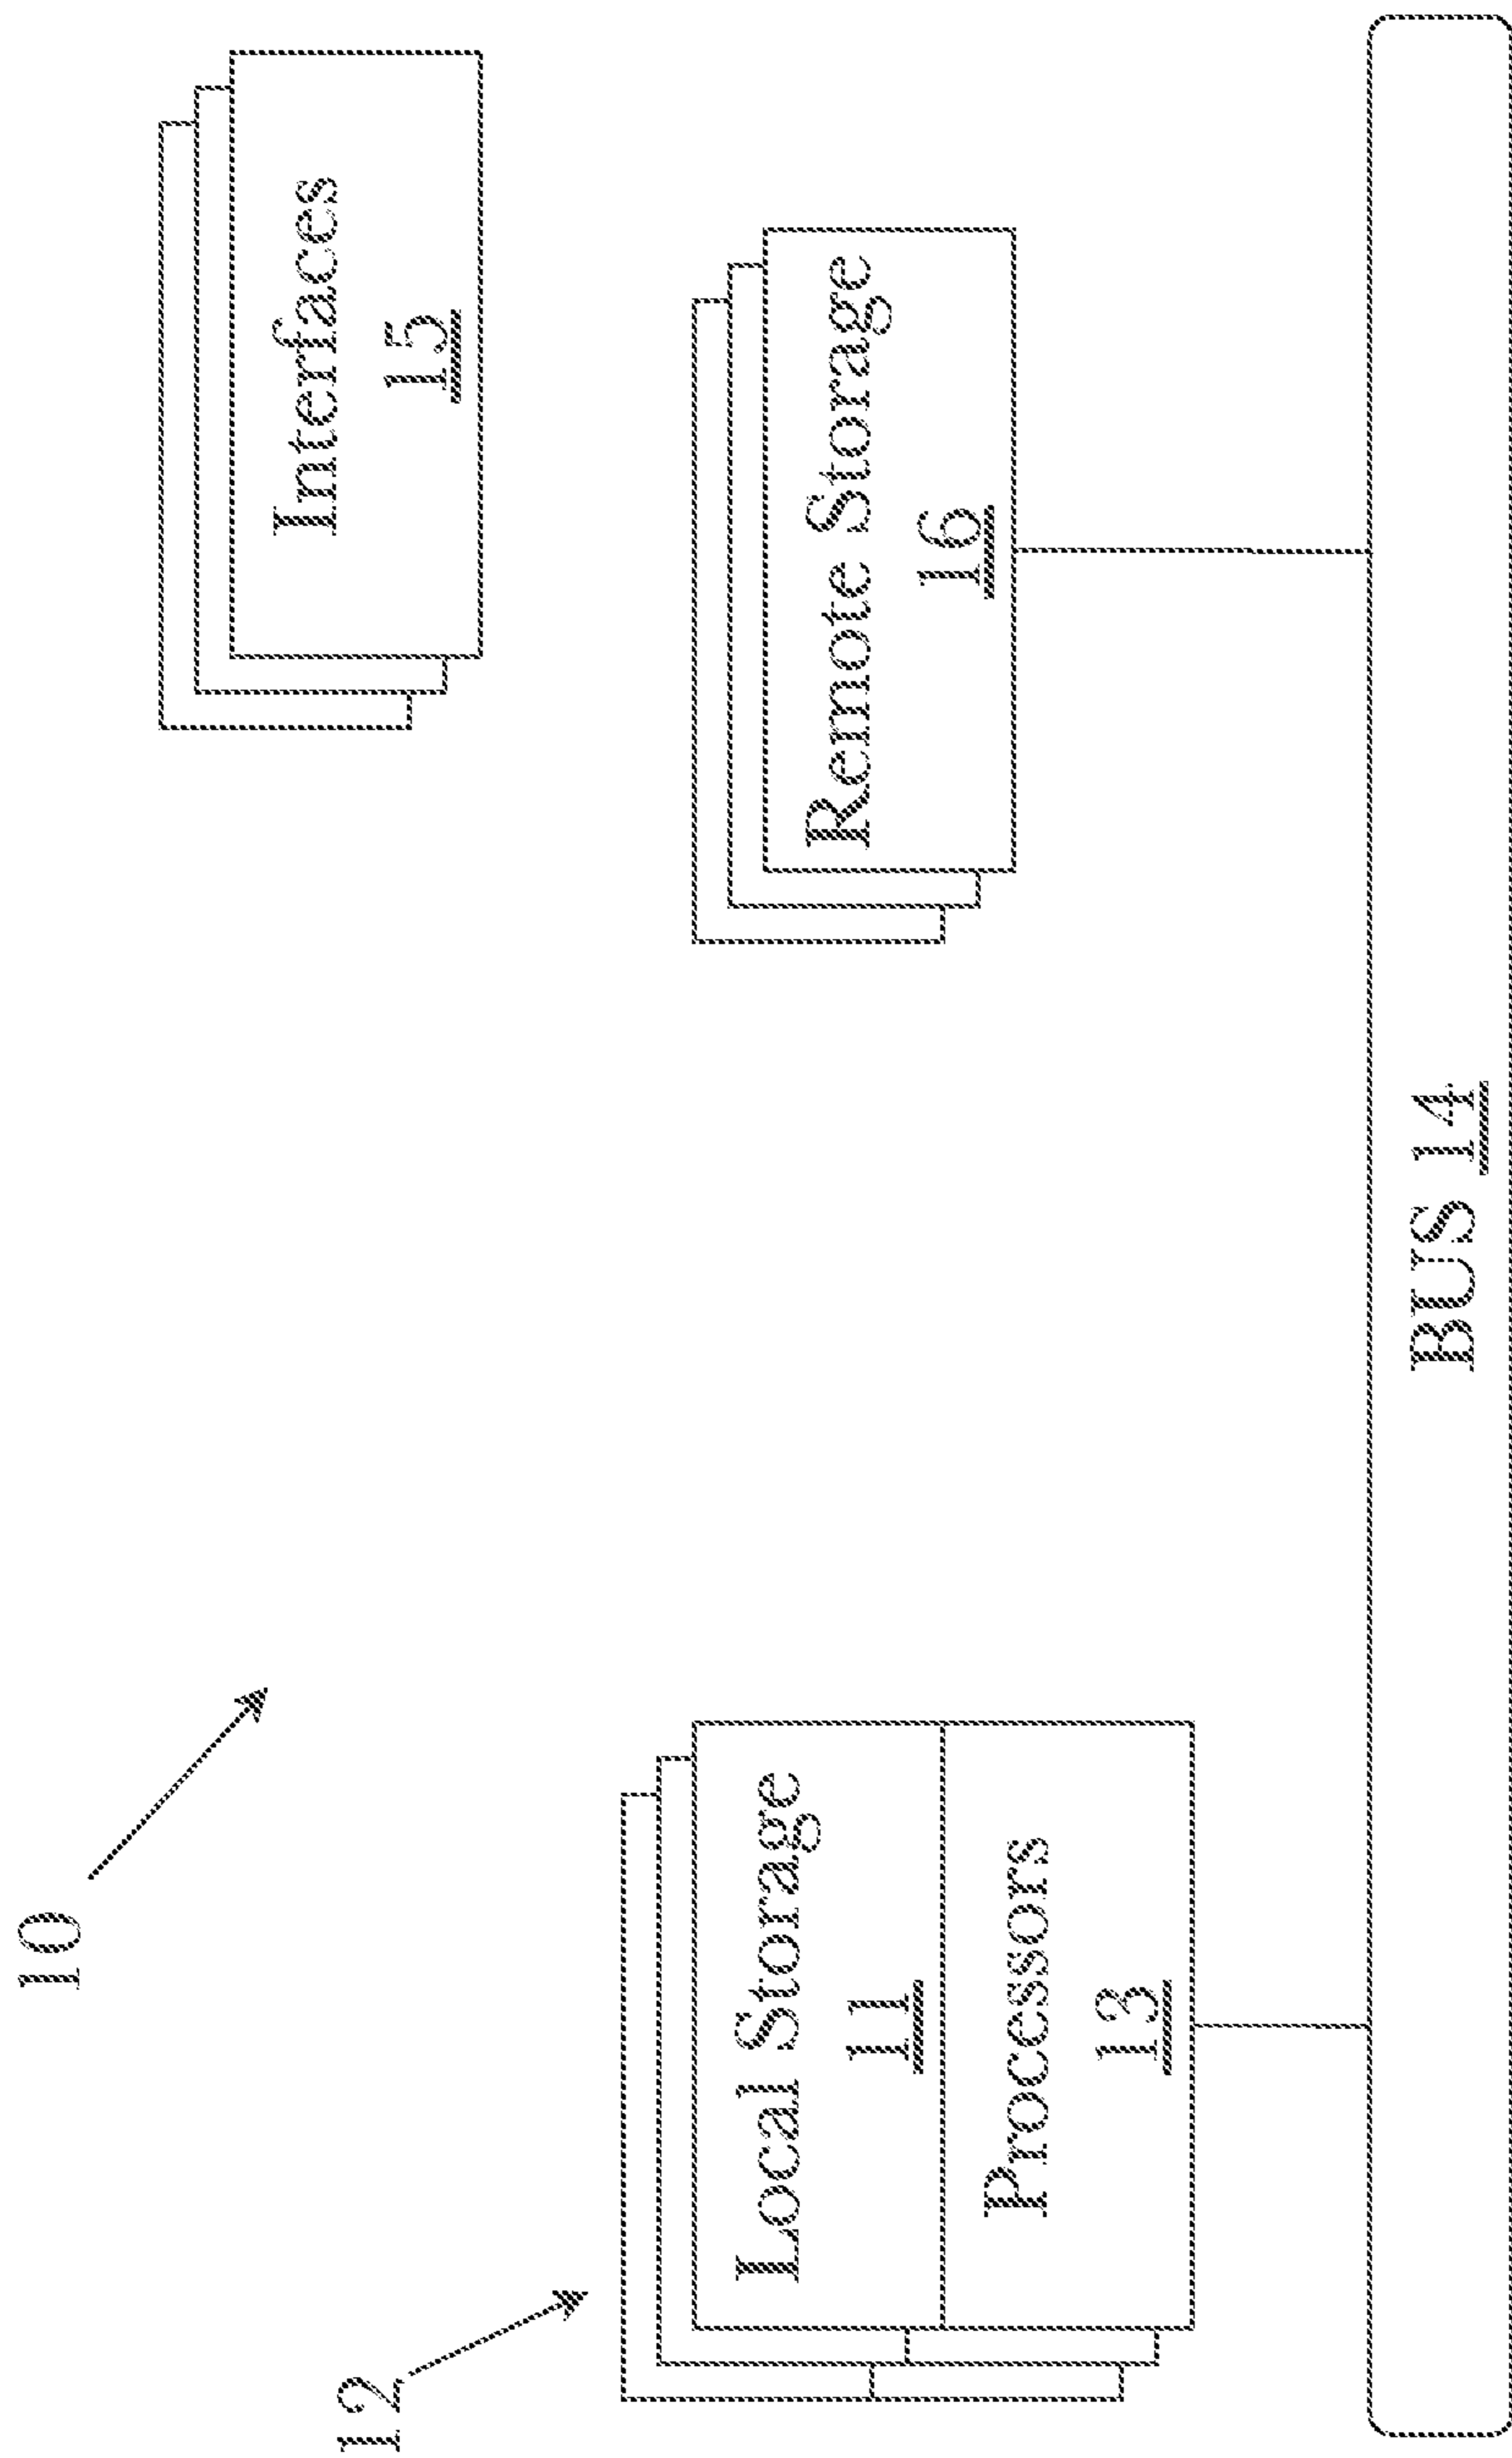 10
12
Interfaces
15
Local Storage
11
Processors
13
Remote Storage
16
BUS 14